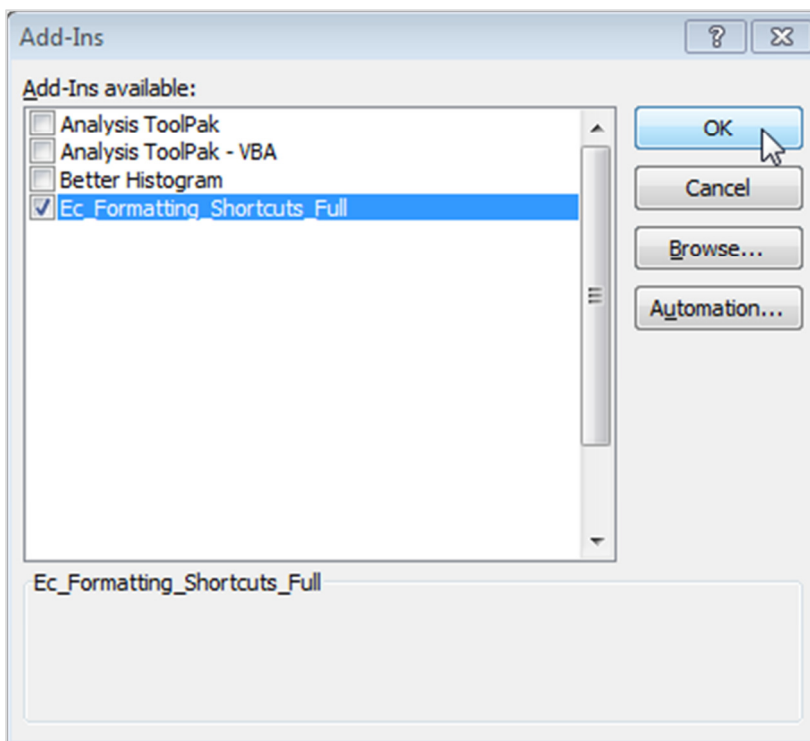 Add-Ins
Add-Ins available:
Analysis ToolPak
Analysis ToolPak - VBA
Better Histogram
Ec_Formatting_Shortcuts_Full
OK
Cancel
Browse...
Automation...
Ec_Formatting_Shortcuts_Full